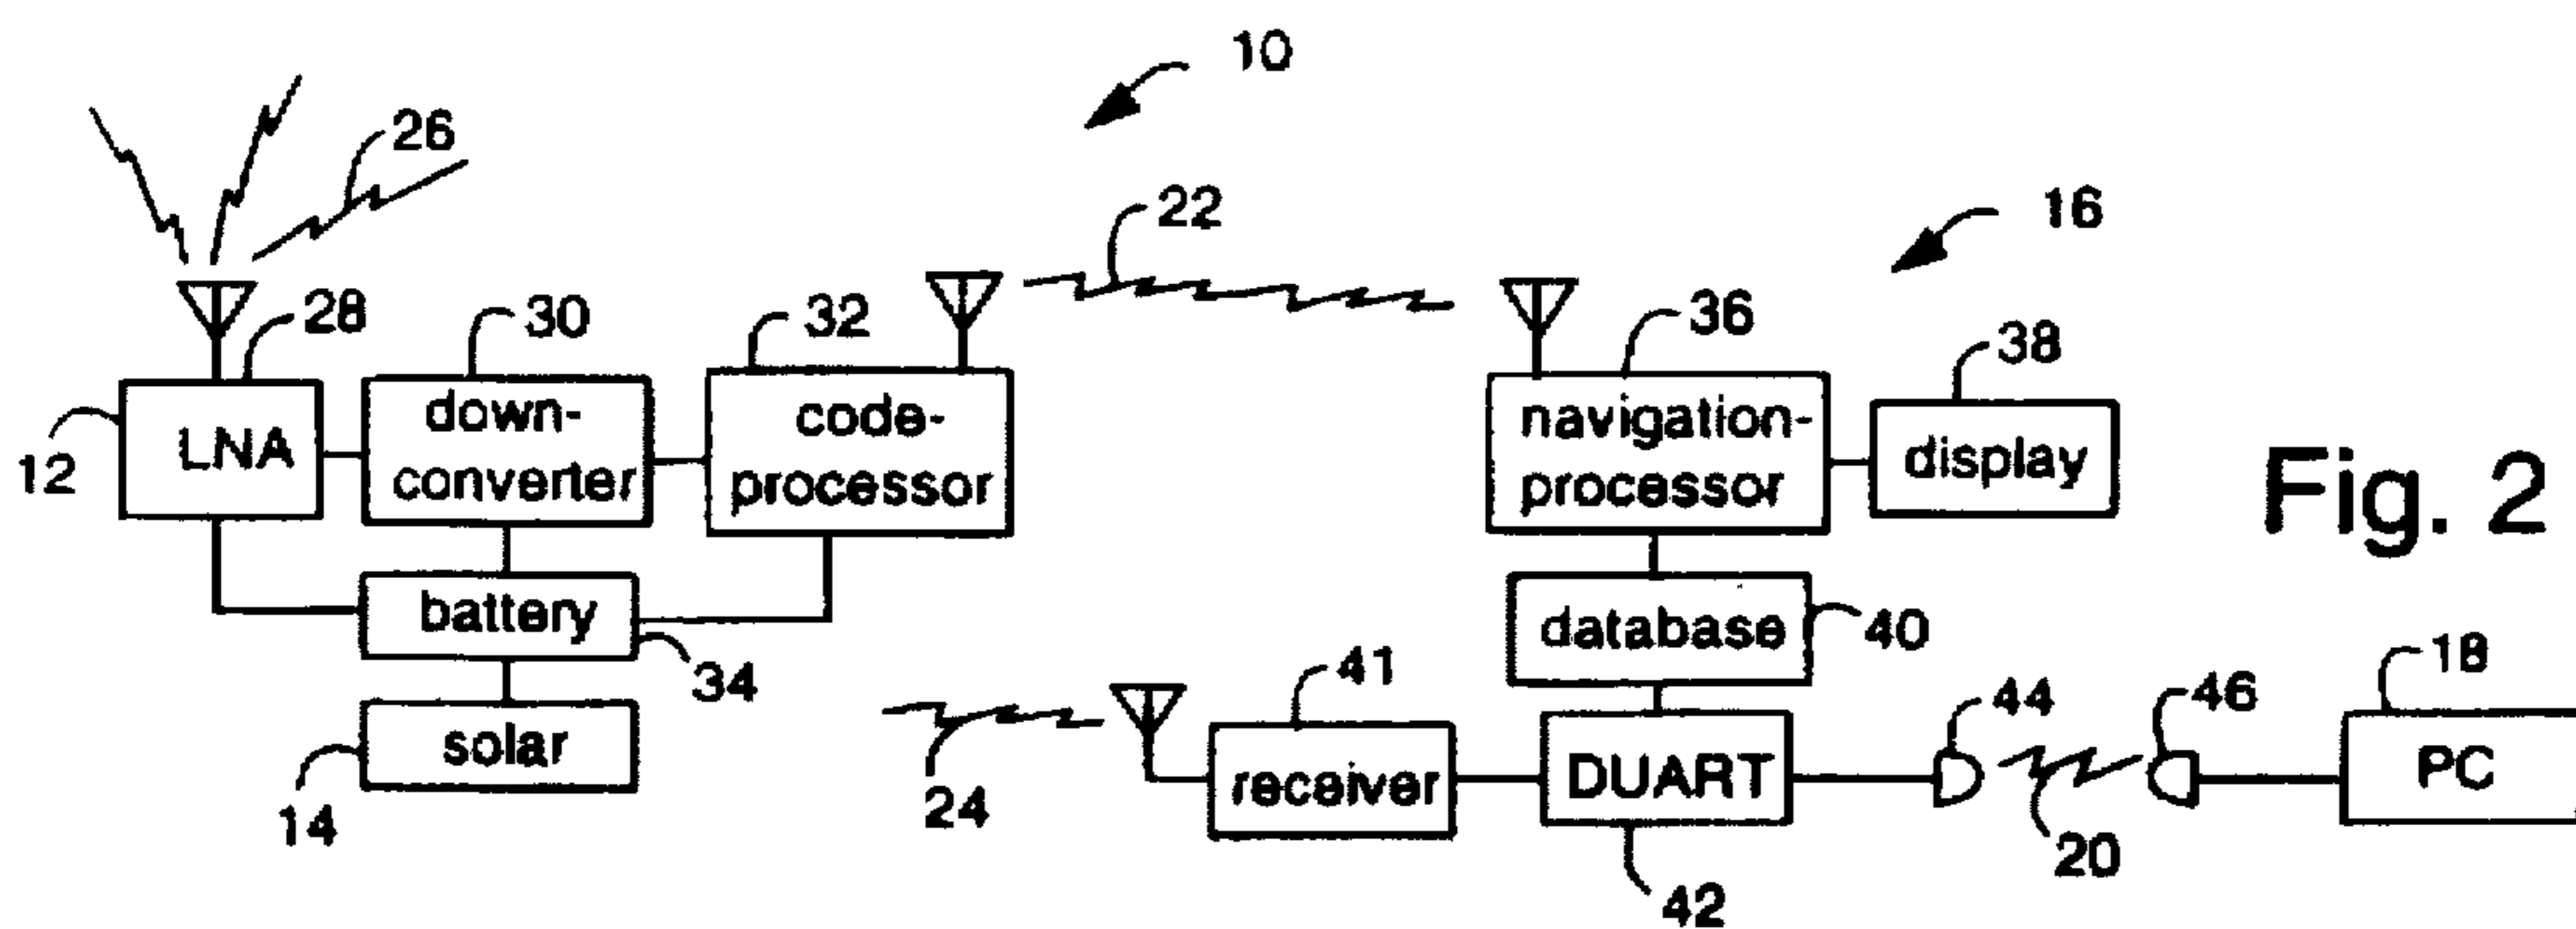 10
26
22
16
28
30
32
36
38
12
LNA
down-
converter
code-
processor
navigation-
processor
display
Fig. 2
battery
34
database
40
solar
14
24
41
receiver
DUART
42
44
46
20
18
PC